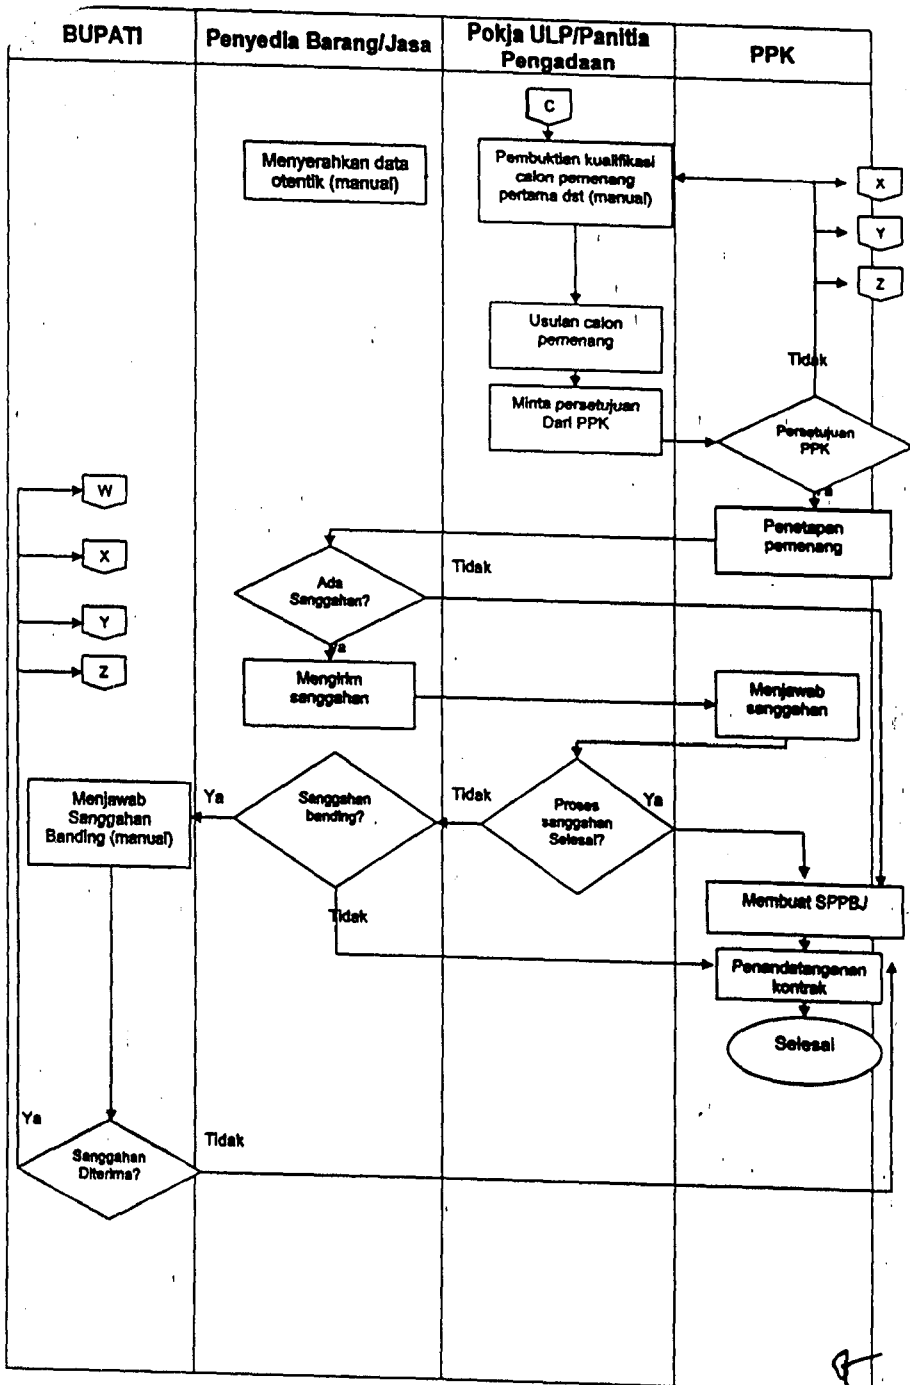 BUPATI
Penyedia Barang/Jasa
Pokja ULP/Panitia
Pengadaan
PPK
C
Menyerahkan data
otentik (manual)
Pembuktian kualifikasi
calon pemenang
pertama dst (manual)
X
Y
Z
Usulan calon
pemenang
Tidak
Minta persetujuan
Dari PPK
Persetujuan
PPK
Ya
W
X
Y
Z
Penetapan
pemenang
Ada
Sanggahan?
Tidak
Ya
Mengirim
sanggahan
Menjawab
sanggahan
Menjawab
Sanggahan
Banding (manual)
Ya
Sanggahan
banding?
Tidak
Proses
sanggahan
Selesai?
Ya
Tidak
Membuat SPPBJ
Penandatanganan
kontrak
Selesai
Ya
Sanggahan
Diterima?
Tidak